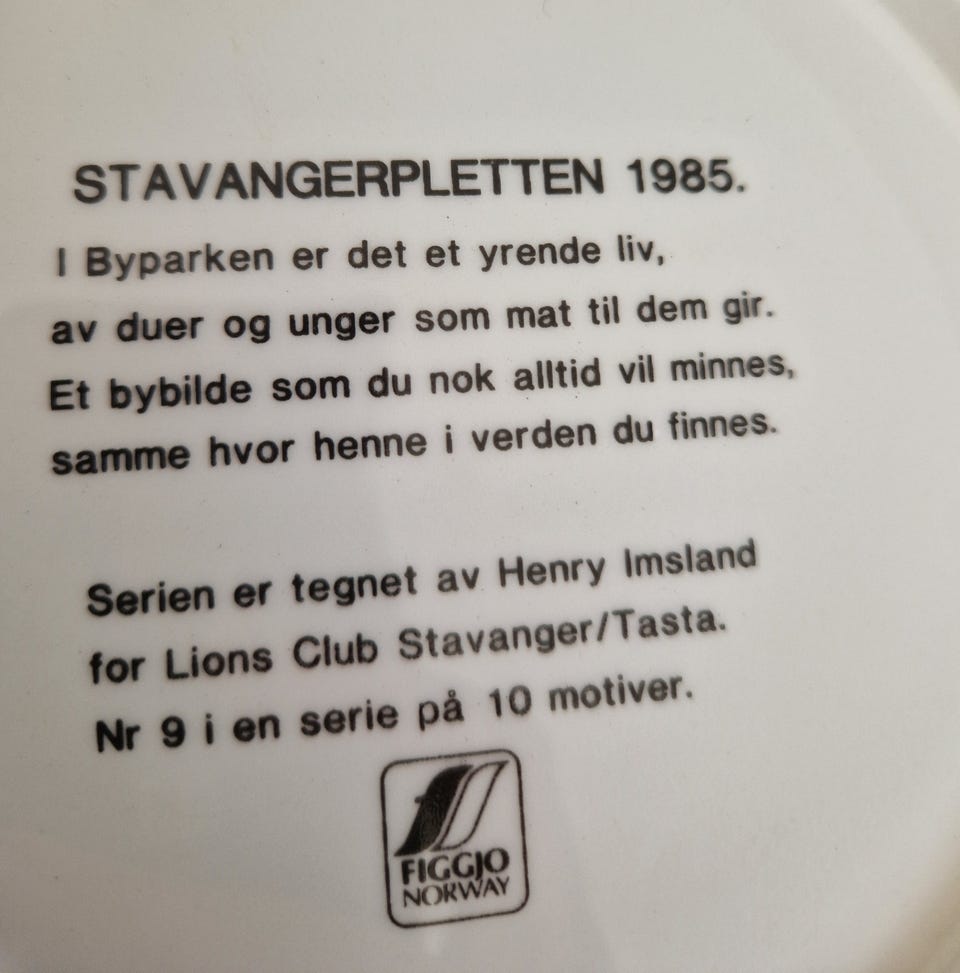 STAVANGERPLETTEN 1985.
I Byparken er det et yrende liv,
av duer og unger som mat til dem gir.
Et bybilde som du nok alltid vil minnes,
samme hvor henne i verden du finnes.
Serien er tegnet av Henry Imsland
for Lions Club Stavanger/Tasta.
Nr 9 i en serie på 10 motiver.
FIGGJO
NORWAY